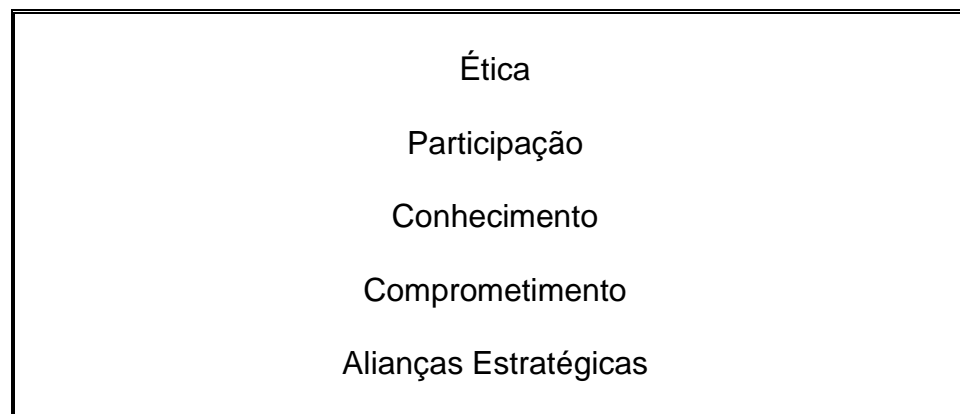 Ética
Participação
Conhecimento
Comprometimento
Alianças Estratégicas